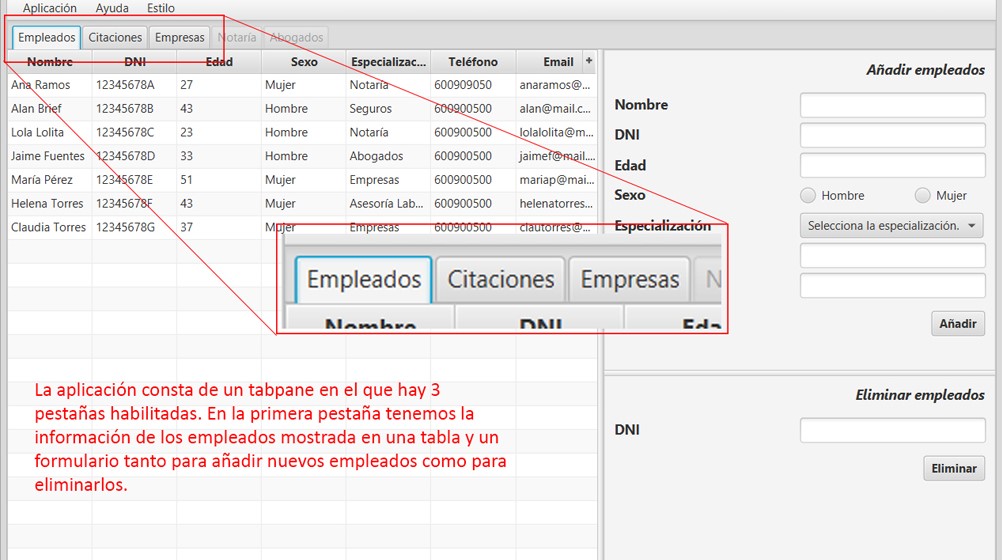 Aplicación Ayuda Estilo
Empleados Citaciones Empresas Notaría Abogados
Nombre DNI Edad Sexo Especializac... Teléfono Email +
Ana Ramos 12345678A 27 Mujer Notaría 600909050 anaramos@...
Alan Brief 12345678B 43 Hombre Seguros 600900500 alan@mail.c...
Lola Lolita 12345678C 23 Hombre Notaría 600900500 lolalolita@m...
Jaime Fuentes 12345678D 33 Hombre Abogados 600900500 jaimef@mail....
María Pérez 12345678E 51 Mujer Empresas 600900500 mariap@mai...
Helena Torres 12345678F 43 Mujer Asesoría Lab... 600900500 helenatorres...
Claudia Torres 12345678G 37 Mujer Empresas 600900500 clautorres@...
Empleados Citaciones Empresas N
Nombre DNI Eda
La aplicación consta de un tabpane en el que hay 3
pestañas habilitadas. En la primera pestaña tenemos la
información de los empleados mostrada en una tabla y un
formulario tanto para añadir nuevos empleados como para
eliminarlos.
Añadir empleados
Nombre
DNI
Edad
Sexo Hombre Mujer
Especialización Selecciona la especialización.
Añadir
Eliminar empleados
DNI
Eliminar